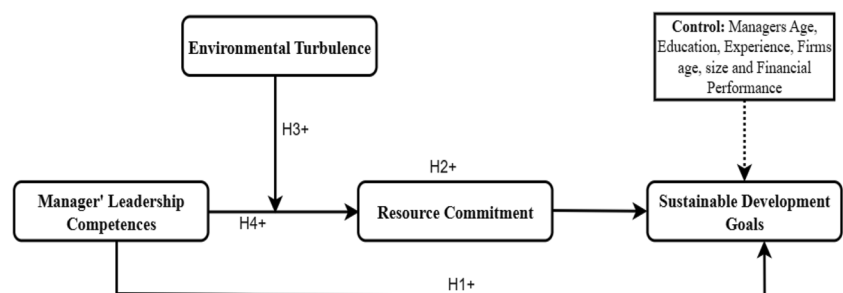 Control: Managers Age,
Education, Experience, Firms
age, size and Financial
Performance
Environmental Turbulence
H3+
H2+
Manager' Leadership
Competences
H4+
Resource Commitment
Sustainable Development
Goals
H1+